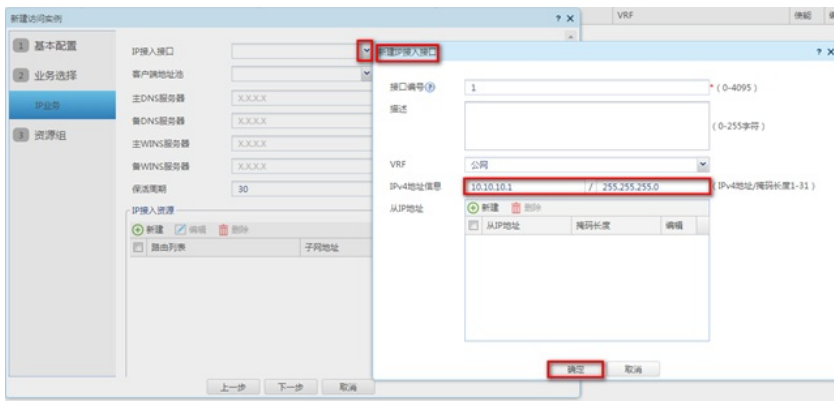 新建访问实例 ? X
VRF 使能
1 基本配置
2 业务选择
IP业务
3 资源组
IP接入接口
客户端地址池
主DNS服务器 X.X.X.X
备DNS服务器 X.X.X.X
主WINS服务器 X.X.X.X
备WINS服务器 X.X.X.X
保活周期 30
IP接入资源
新建 编辑 删除
路由列表 子网地址
上一步 下一步 取消
新建IP接入接口 ? X
接口编号? 1 * ( 0-4095 )
描述 ( 0-255字符 )
VRF 公网
IPv4地址信息 10.10.10.1 / 255.255.255.0 ( IPv4地址/掩码长度1-31 )
从IP地址 新建 删除
从IP地址 掩码长度 编辑
确定 取消